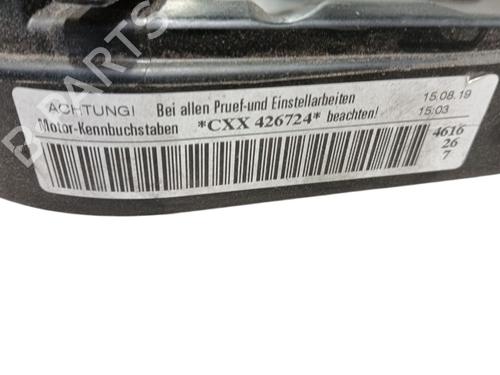 ACHTUNG! Bei allen Pruef-und Einstellarbeiten 15.08.19
Motor-Kennbuchstaben *CXX 426724* beachten! 15:03
4616
26
7
B-PARTS